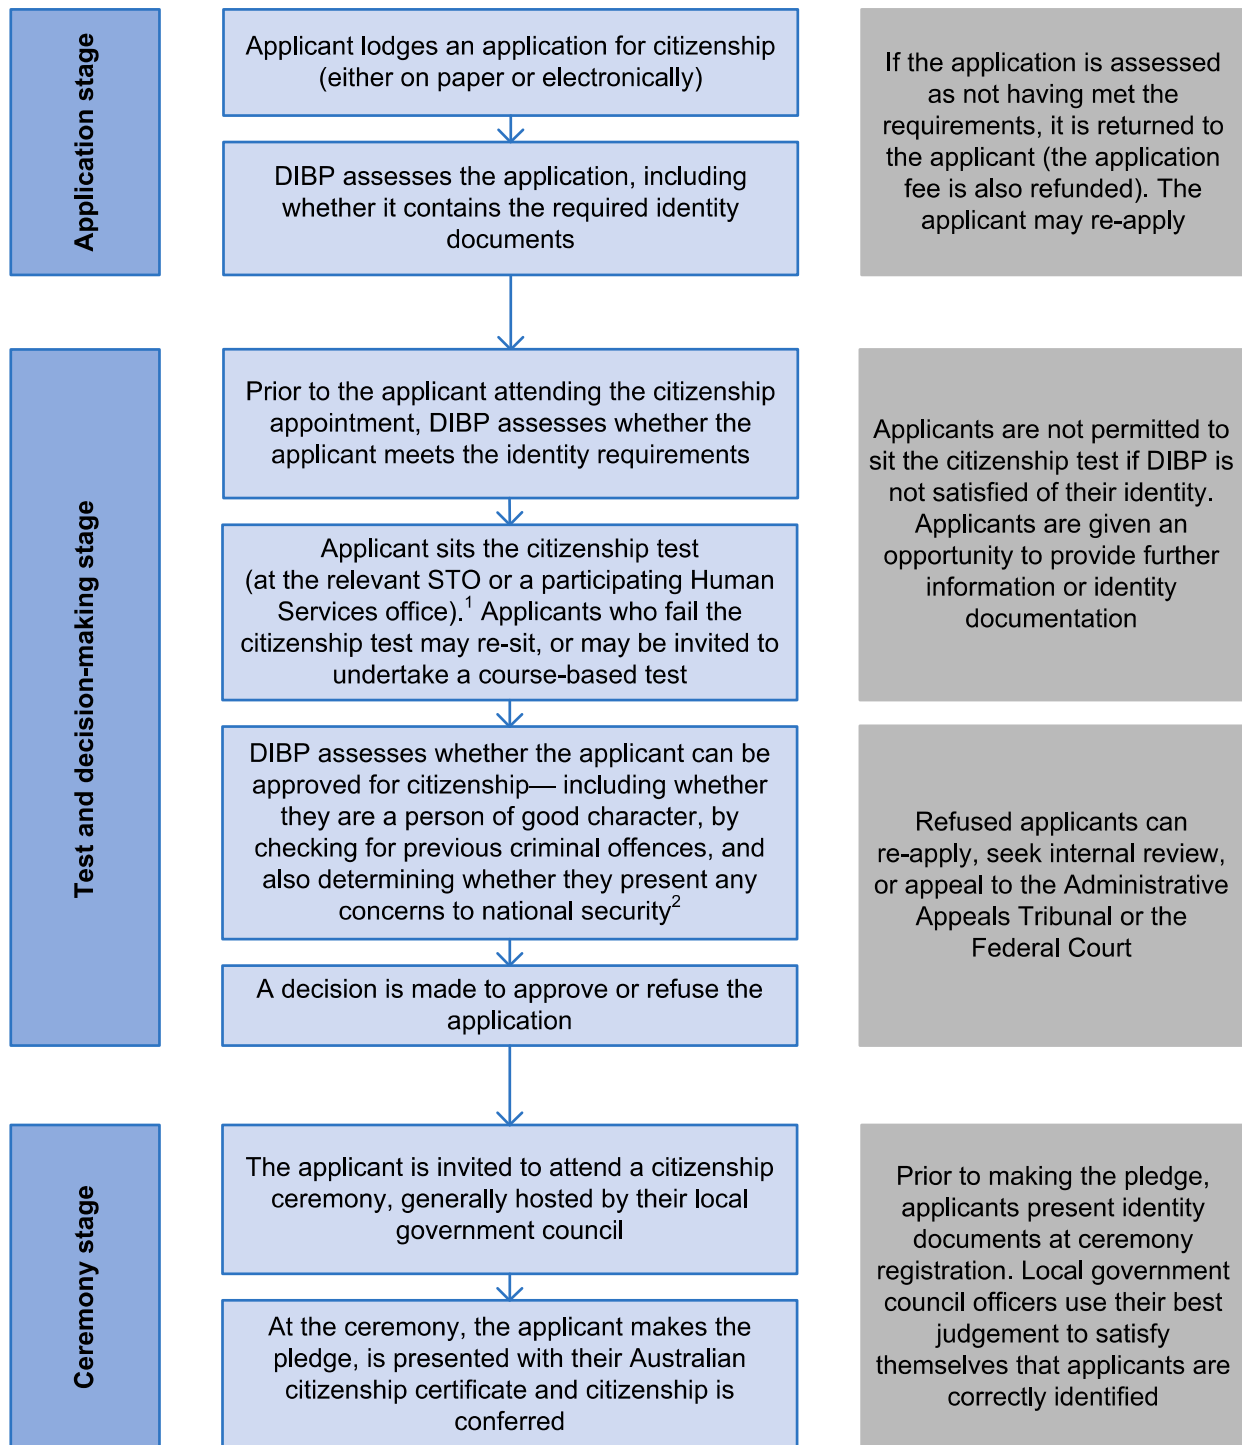 Application stage
Applicant lodges an application for citizenship
(either on paper or electronically)
DIBP assesses the application, including
whether it contains the required identity
documents
If the application is assessed
as not having met the
requirements, it is returned to
the applicant (the application
fee is also refunded). The
applicant may re-apply
Test and decision-making stage
Prior to the applicant attending the citizenship
appointment, DIBP assesses whether the
applicant meets the identity requirements
Applicant sits the citizenship test
(at the relevant STO or a participating Human
Services office).1 Applicants who fail the
citizenship test may re-sit, or may be invited to
undertake a course-based test
Applicants are not permitted to
sit the citizenship test if DIBP is
not satisfied of their identity.
Applicants are given an
opportunity to provide further
information or identity
documentation
DIBP assesses whether the applicant can be
approved for citizenship— including whether
they are a person of good character, by
checking for previous criminal offences, and
also determining whether they present any
concerns to national security2
A decision is made to approve or refuse the
application
Refused applicants can
re-apply, seek internal review,
or appeal to the Administrative
Appeals Tribunal or the
Federal Court
Ceremony stage
The applicant is invited to attend a citizenship
ceremony, generally hosted by their local
government council
At the ceremony, the applicant makes the
pledge, is presented with their Australian
citizenship certificate and citizenship is
conferred
Prior to making the pledge,
applicants present identity
documents at ceremony
registration. Local government
council officers use their best
judgement to satisfy
themselves that applicants are
correctly identified